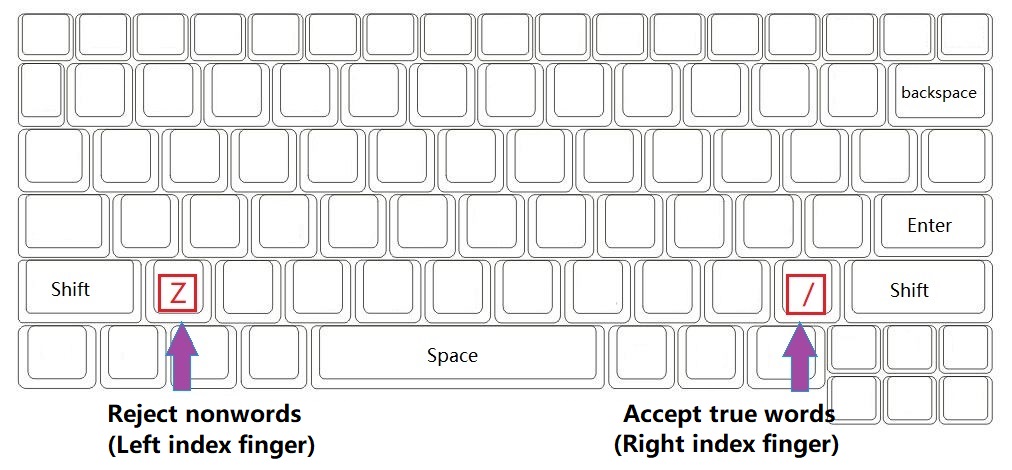 backspace
Enter
Shift
Z
/
Shift
Space
Reject nonwords
(Left index finger)
Accept true words
(Right index finger)